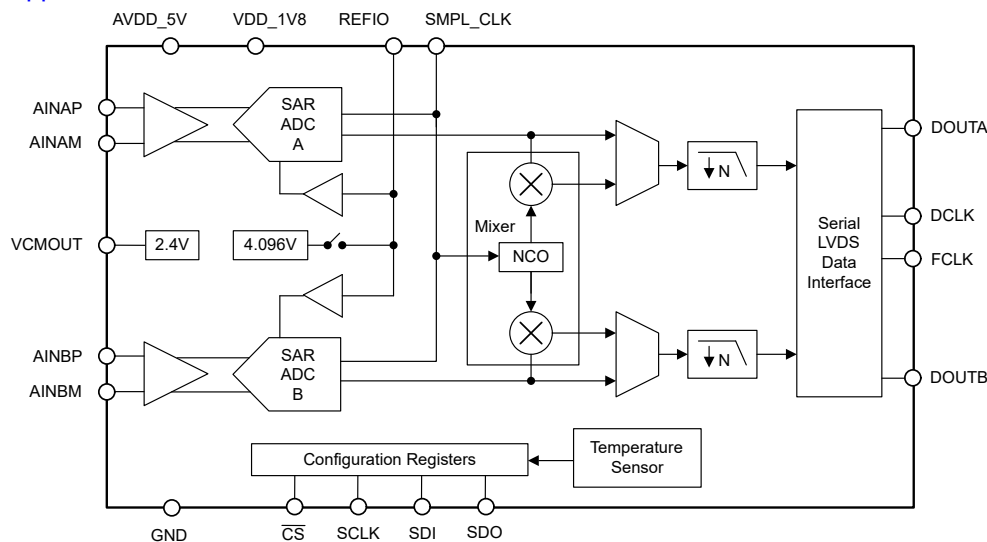 AVDD_5V
VDD_1V8
REFIO
SMPL_CLK
AINAP
AINAM
SAR
ADC
A
DOUTA
N
Mixer
Serial
LVDS
Data
Interface
DCLK
FCLK
VCMOUT
2.4V
4.096V
NCO
AINBP
AINBM
SAR
ADC
B
N
DOUTB
Configuration Registers
Temperature
Sensor
GND
CS
SCLK
SDI
SDO